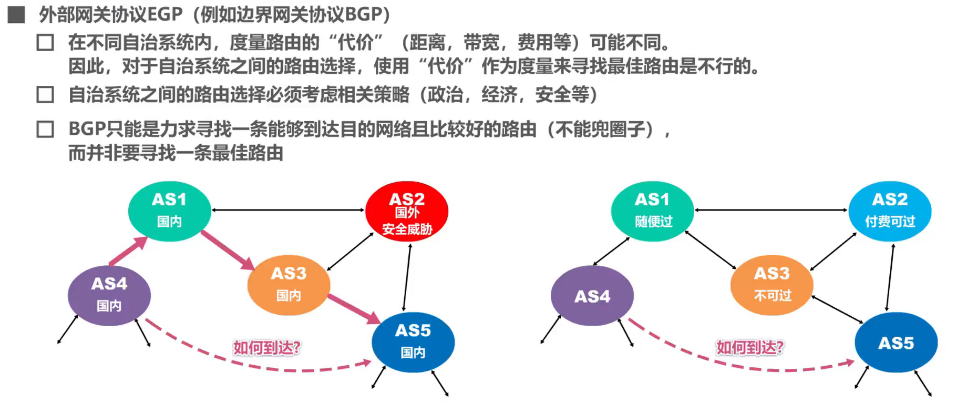 外部网关协议EGP（例如边界网关协议BGP）
在不同自治系统内，度量路由的“代价”（距离，带宽，费用等）可能不同。
因此，对于自治系统之间的路由选择，使用“代价”作为度量来寻找最佳路由是不行的。
自治系统之间的路由选择必须考虑相关策略（政治，经济，安全等）
BGP只能是力求寻找一条能够到达目的网络且比较好的路由（不能兜圈子），
而并非要寻找一条最佳路由
AS1
国内
AS2
国外
安全威胁
AS3
国内
AS4
国内
AS5
国内
如何到达?
AS1
随便过
AS2
付费可过
AS3
不可过
AS4
AS5
如何到达?